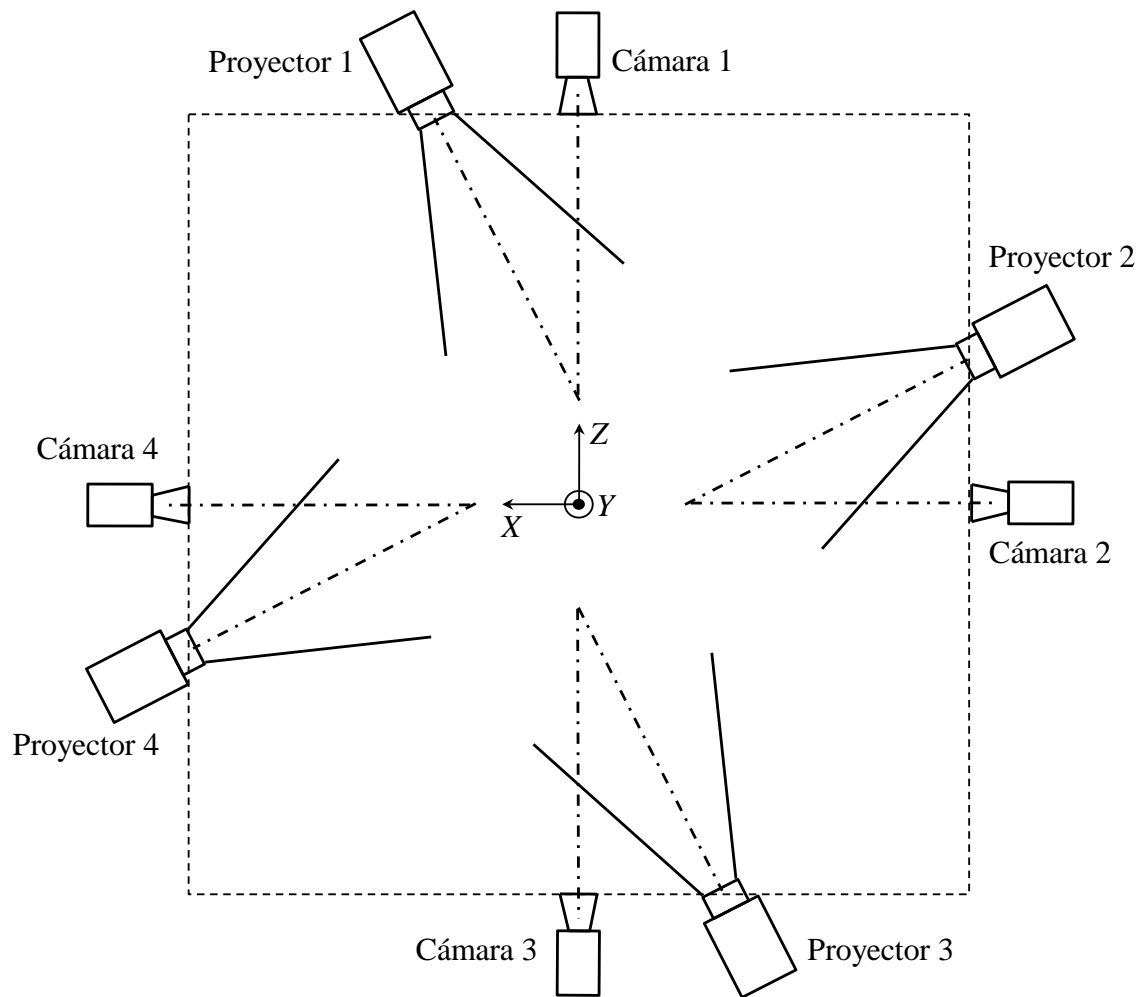 Proyector 1
Cámara 1
Proyector 2
Z
Cámara 4
X
Y
Cámara 2
Proyector 4
Cámara 3
Proyector 3